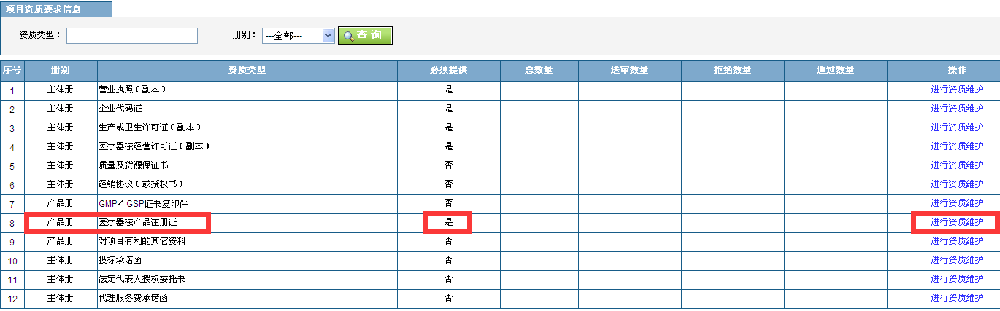 项目资质要求信息
资质类型： 册别： ---全部--- 查 询
序号 册别 资质类型 必须提供 总数量 送审数量 拒绝数量 通过数量 操作
1 主体册 营业执照（副本） 是 进行资质维护
2 主体册 企业代码证 是 进行资质维护
3 主体册 生产或卫生许可证（副本） 是 进行资质维护
4 主体册 医疗器械经营许可证（副本） 是 进行资质维护
5 主体册 质量及货源保证书 否 进行资质维护
6 主体册 经销协议（或授权书） 否 进行资质维护
7 产品册 GMP／GSP证书复印件 否 进行资质维护
8 产品册 医疗器械产品注册证 是 进行资质维护
9 产品册 对项目有利的其它资料 否 进行资质维护
10 主体册 投标承诺函 否 进行资质维护
11 主体册 法定代表人授权委托书 否 进行资质维护
12 主体册 代理服务费承诺函 否 进行资质维护